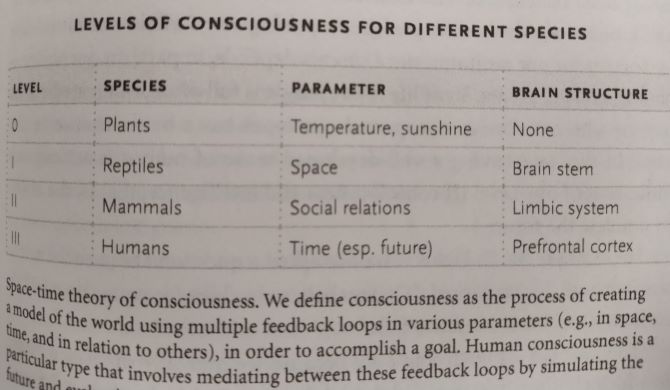 LEVELS OF CONSCIOUSNESS FOR DIFFERENT SPECIES
LEVEL SPECIES PARAMETER BRAIN STRUCTURE
0 Plants Temperature, sunshine None
I Reptiles Space Brain stem
II Mammals Social relations Limbic system
III Humans Time (esp. future) Prefrontal cortex
Space-time theory of consciousness. We define consciousness as the process of creating
a model of the world using multiple feedback loops in various parameters (e.g., in space,
time, and in relation to others), in order to accomplish a goal. Human consciousness is a
particular type that involves mediating between these feedback loops by simulating the
future and